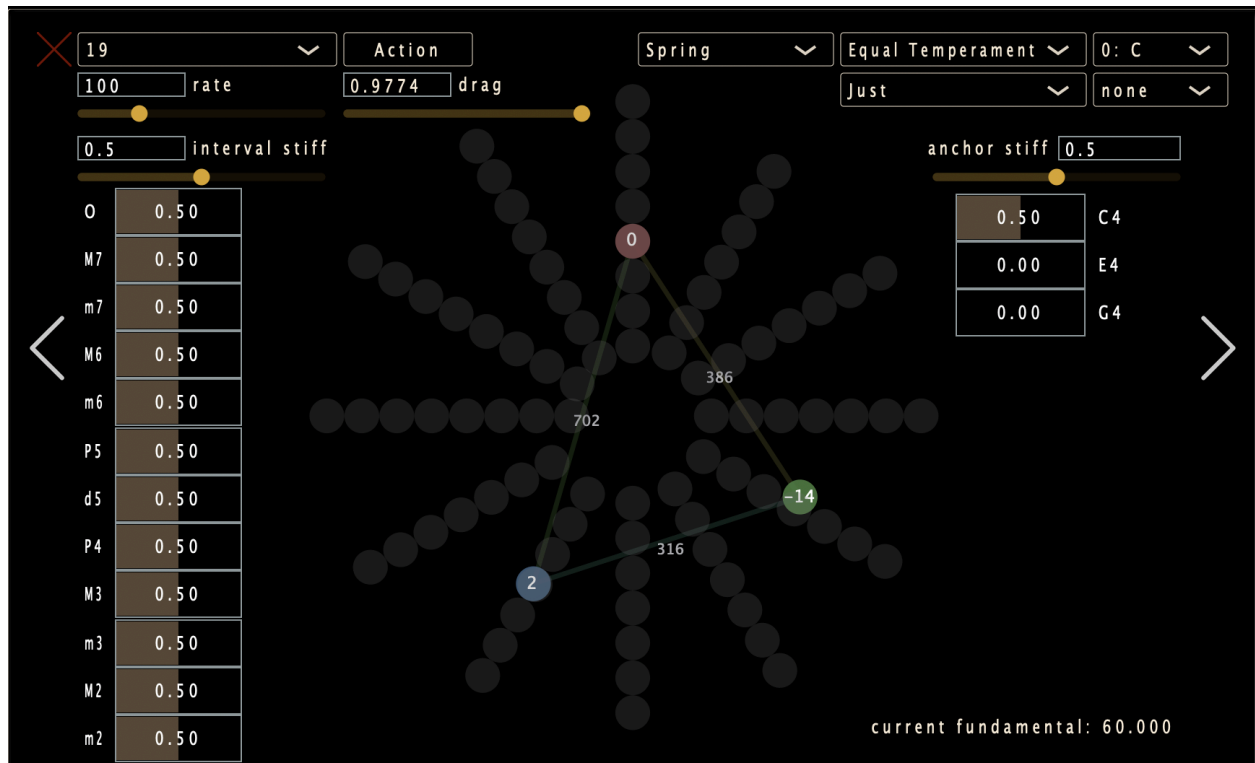 19 Action Spring Equal Temperament 0: C
100 rate 0.9774 drag Just none
0.5 interval stiff anchor stiff 0.5
O 0.50 0.50 C4
M7 0.50 0 0.00 E4
m7 0.50 0.00 G4
M6 0.50 386
m6 0.50 702
P5 0.50
d5 0.50 -14
P4 0.50 316
M3 0.50 2
m3 0.50
M2 0.50 current fundamental: 60.000
m2 0.50